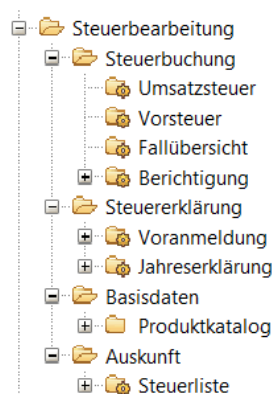 Steuerbearbeitung
Steuerbuchung
Umsatzsteuer
Vorsteuer
Fallübersicht
Berichtigung
Steuererklärung
Voranmeldung
Jahreserklärung
Basisdaten
Produktkatalog
Auskunft
Steuerliste